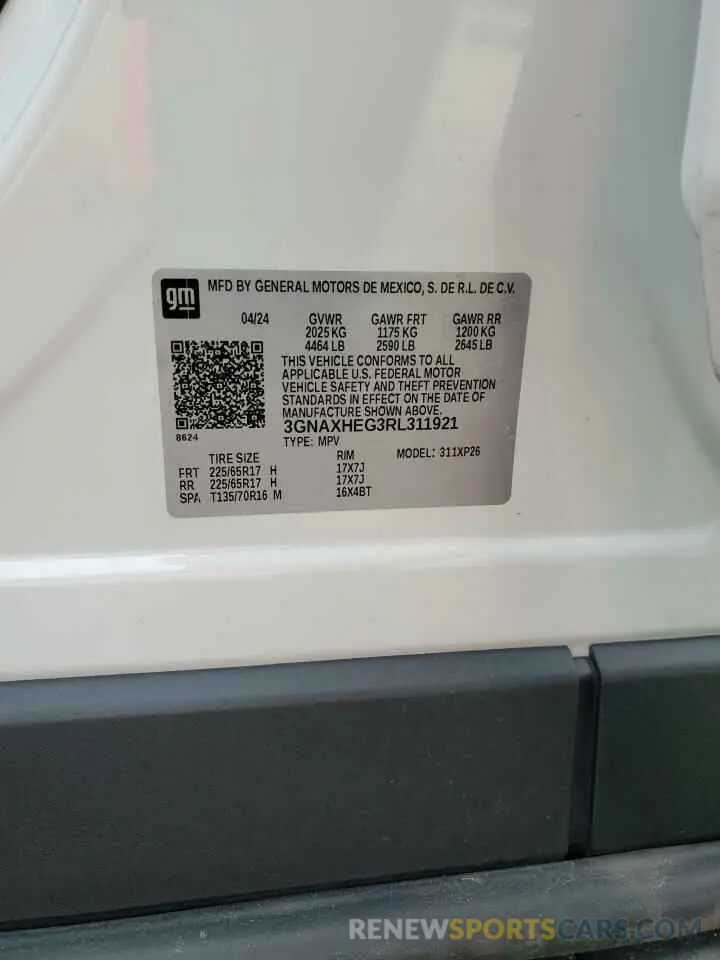 gm MFD BY GENERAL MOTORS DE MEXICO, S. DE R.L. DE C.V.
04/24 GVWR GAWR FRT GAWR RR
2025 KG 1175 KG 1200 KG
4464 LB 2590 LB 2645 LB
THIS VEHICLE CONFORMS TO ALL
APPLICABLE U.S. FEDERAL MOTOR
VEHICLE SAFETY AND THEFT PREVENTION
STANDARDS IN EFFECT ON THE DATE OF
MANUFACTURE SHOWN ABOVE.
3GNAXHEG3RL311921
8624 TYPE: MPV MODEL: 311XP26
TIRE SIZE RIM
FRT 225/65R17 H 17X7J
RR 225/65R17 H 17X7J
SPA T135/70R16 M 16X4BT
RENEWSPORTSCARS.COM